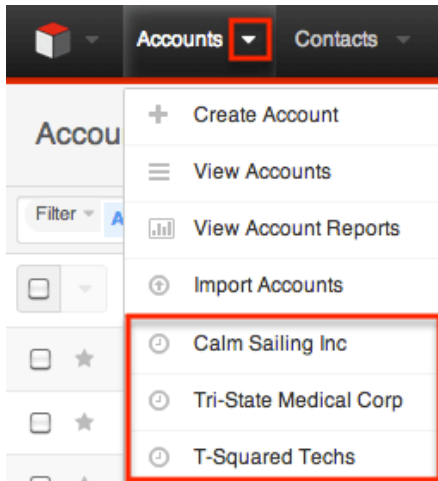 Accounts Contacts
Accou
Create Account
View Accounts
Filter A
View Account Reports
Import Accounts
Calm Sailing Inc
Tri-State Medical Corp
T-Squared Techs